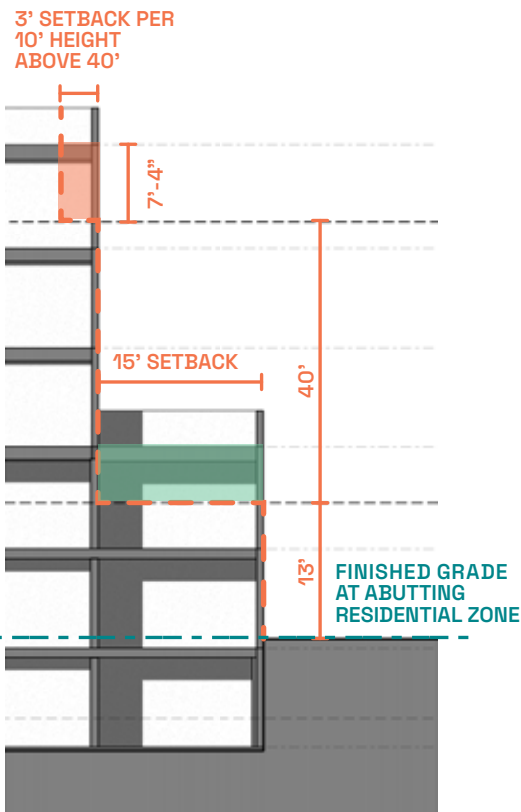 3' SETBACK PER
10' HEIGHT
ABOVE 40'
7'-4"
15' SETBACK
40'
13'
FINISHED GRADE
AT ABUTTING
RESIDENTIAL ZONE